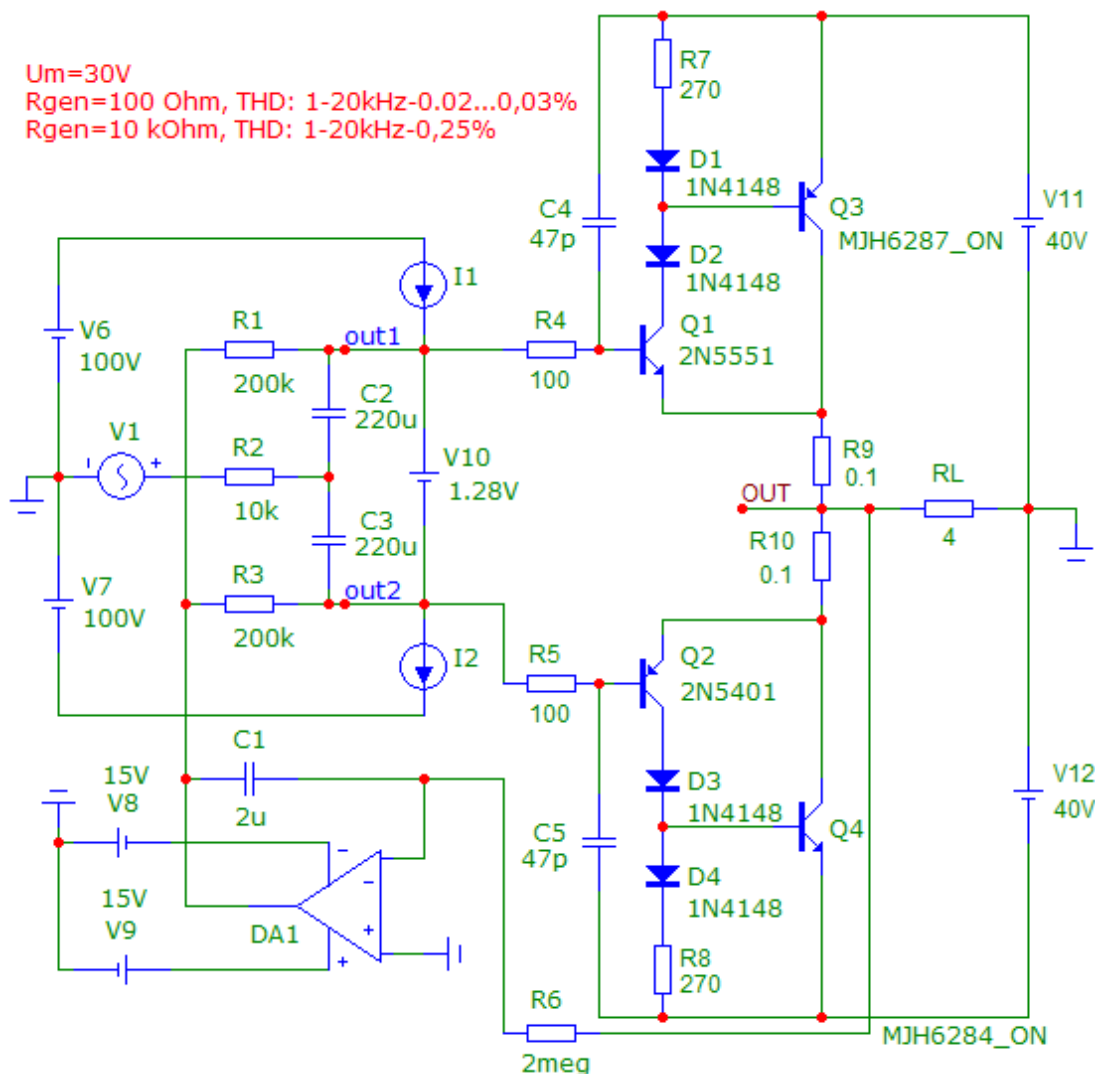 Um=30V
Rgen=100 Ohm, THD: 1-20kHz-0.02...0,03%
Rgen=10 kOhm, THD: 1-20kHz-0,25%
R7
270
D1
1N4148
C4
47p
Q3
V11
MJH6287_ON
40V
D2
1N4148
I1
V6
100V
R1
out1
R4
Q1
2N5551
200k
100
C2
220u
V1
R2
V10
1.28V
R9
0.1
10k
OUT
RL
C3
220u
R10
0.1
4
V7
100V
R3
out2
200k
R5
Q2
2N5401
I2
100
C1
15V
V8
2u
D3
1N4148
V12
40V
C5
47p
Q4
15V
V9
D4
1N4148
DA1
R8
270
R6
2meg
MJH6284_ON